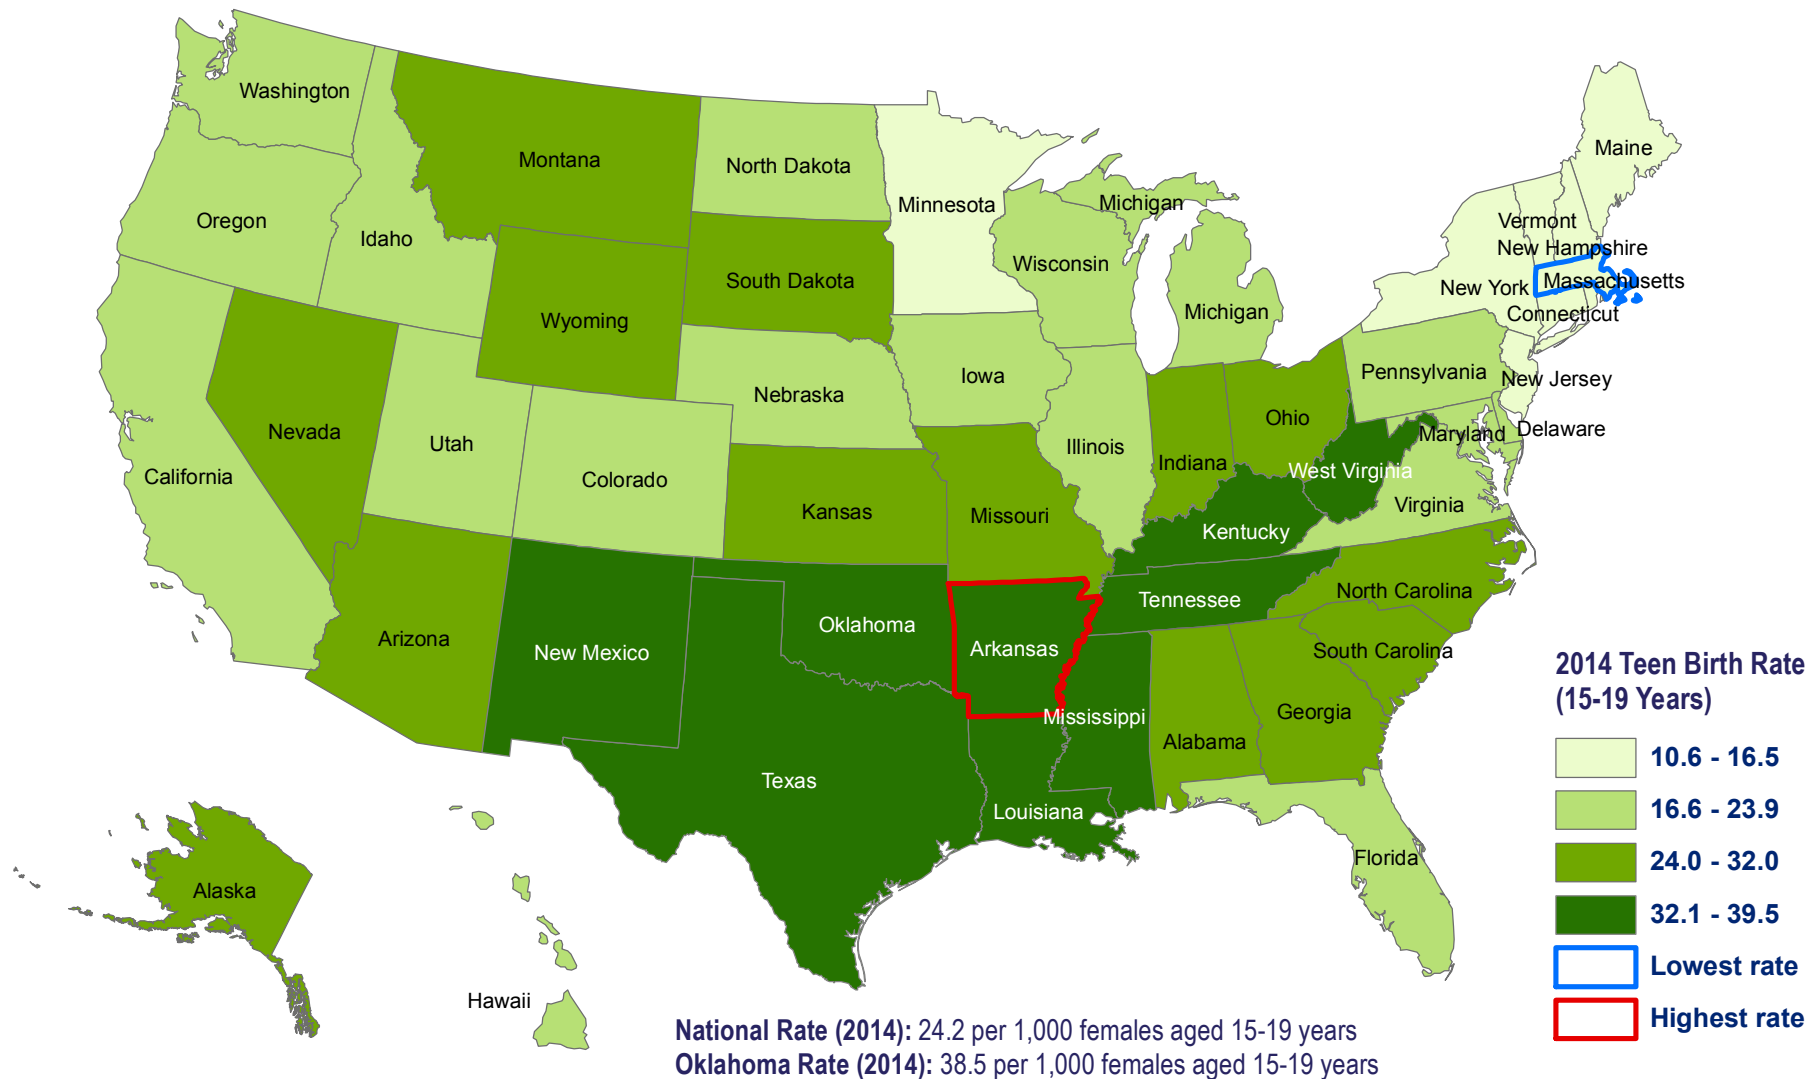 Washington
Montana
North Dakota
Minnesota
Maine
Oregon
Idaho
Michigan
Vermont
New Hampshire
Wisconsin
South Dakota
Massachusetts
New York
Wyoming
Michigan
Connecticut
Iowa
Pennsylvania
New Jersey
Nebraska
Ohio
Nevada
Utah
Illinois
Maryland
Delaware
Indiana
West Virginia
California
Colorado
Kansas
Missouri
Virginia
Kentucky
North Carolina
Tennessee
Oklahoma
Arizona
New Mexico
Arkansas
South Carolina
Mississippi
Georgia
Alabama
Texas
Louisiana
Florida
Alaska
Hawaii
2014 Teen Birth Rate
(15-19 Years)
10.6 - 16.5
16.6 - 23.9
24.0 - 32.0
32.1 - 39.5
Lowest rate
Highest rate
National Rate (2014): 24.2 per 1,000 females aged 15-19 years
Oklahoma Rate (2014): 38.5 per 1,000 females aged 15-19 years